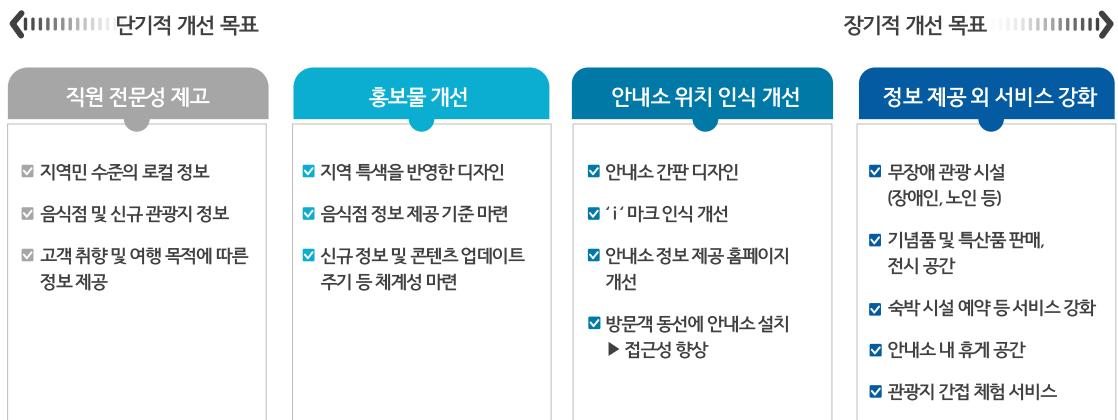 단기적 개선 목표
장기적 개선 목표
직원 전문성 제고
지역민 수준의 로컬 정보
음식점 및 신규 관광지 정보
고객 취향 및 여행 목적에 따른
정보 제공
홍보물 개선
지역 특색을 반영한 디자인
음식점 정보 제공 기준 마련
신규 정보 및 콘텐츠 업데이트
주기 등 체계성 마련
안내소 위치 인식 개선
안내소 간판 디자인
‘ i ‘ 마크 인식 개선
안내소 정보 제공 홈페이지
개선
방문객 동선에 안내소 설치
▶ 접근성 향상
정보 제공 외 서비스 강화
무장애 관광 시설
(장애인, 노인 등)
기념품 및 특산품 판매,
전시 공간
숙박 시설 예약 등 서비스 강화
안내소 내 휴게 공간
관광지 간접 체험 서비스